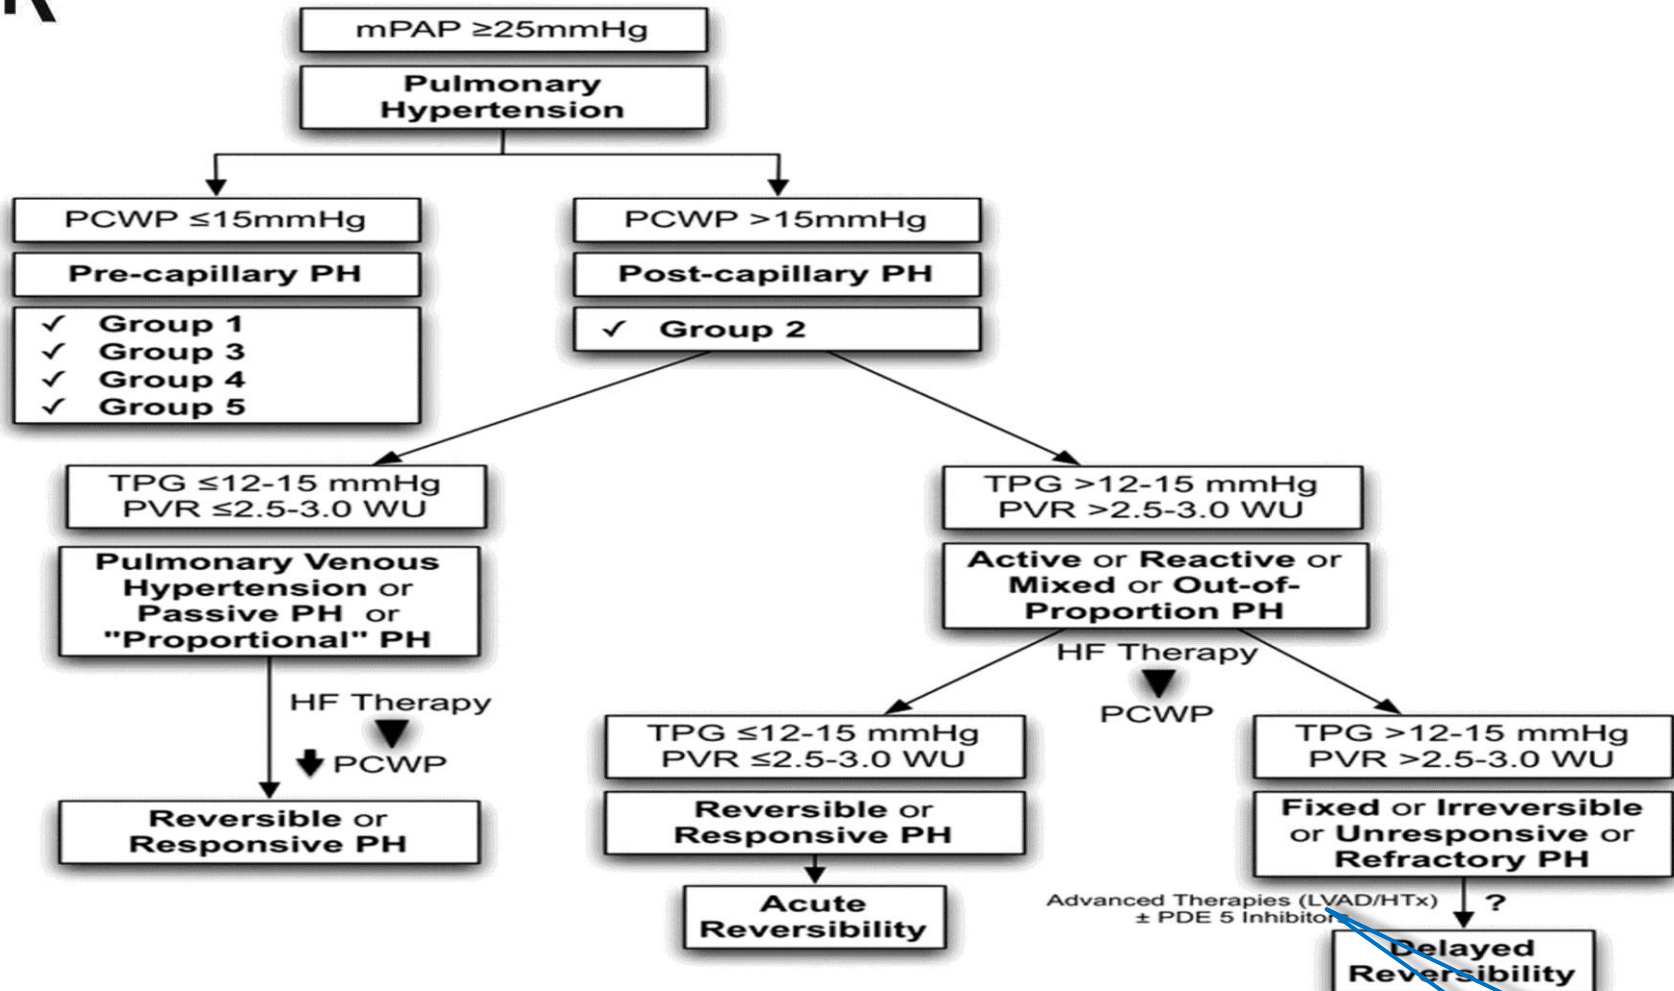 mPAP ≥25mmHg
Pulmonary
Hypertension
PCWP ≤15mmHg
Pre-capillary PH
✓ Group 1
✓ Group 3
✓ Group 4
✓ Group 5
PCWP >15mmHg
Post-capillary PH
✓ Group 2
TPG ≤12-15 mmHg
PVR ≤2.5-3.0 WU
Pulmonary Venous
Hypertension or
Passive PH or
"Proportional" PH
HF Therapy
PCWP
Reversible or
Responsive PH
TPG >12-15 mmHg
PVR >2.5-3.0 WU
Active or Reactive or
Mixed or Out-of-
Proportion PH
HF Therapy
PCWP
TPG ≤12-15 mmHg
PVR ≤2.5-3.0 WU
Reversible or
Responsive PH
Acute
Reversibility
TPG >12-15 mmHg
PVR >2.5-3.0 WU
Fixed or Irreversible
or Unresponsive or
Refractory PH
Advanced Therapies (LVAD/HTx)
± PDE 5 Inhibitors
?
Delayed
Reversibility